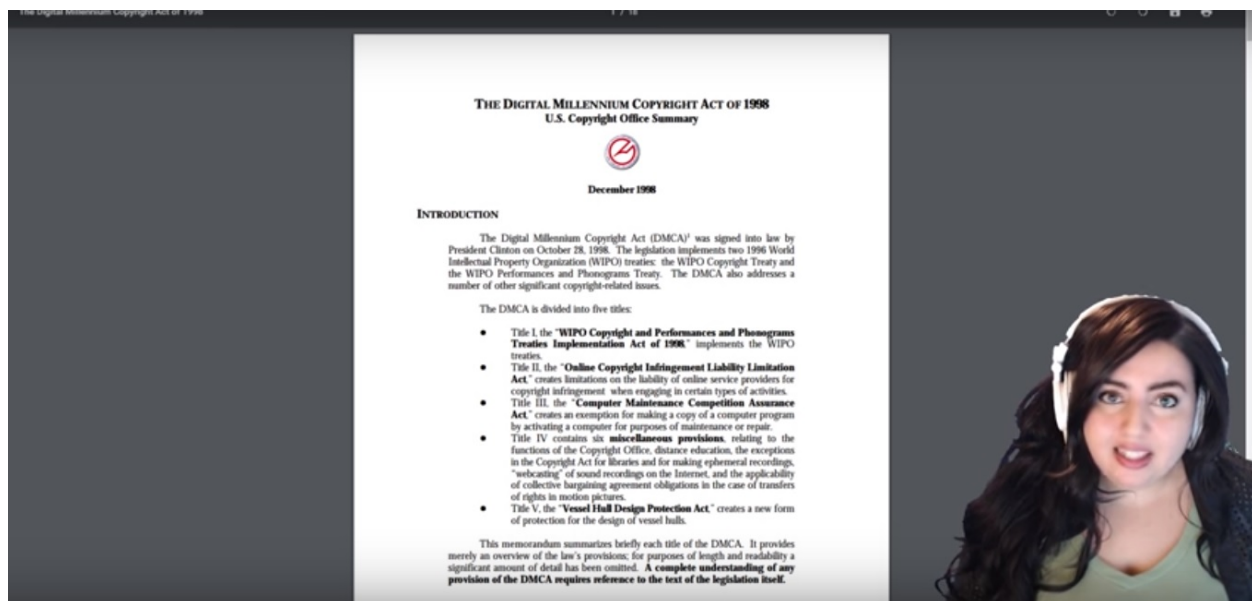 The Digital Millennium Copyright Act of 1998
1 / 18
THE DIGITAL MILLENNIUM COPYRIGHT ACT OF 1998
U.S. Copyright Office Summary
December 1998
INTRODUCTION
The Digital Millennium Copyright Act (DMCA)¹ was signed into law by
President Clinton on October 28, 1998. The legislation implements two 1996 World
Intellectual Property Organization (WIPO) treaties: the WIPO Copyright Treaty and
the WIPO Performances and Phonograms Treaty. The DMCA also addresses a
number of other significant copyright-related issues.
The DMCA is divided into five titles:
● Title I, the “WIPO Copyright and Performances and Phonograms
Treaties Implementation Act of 1998,” implements the WIPO
treaties.
● Title II, the “Online Copyright Infringement Liability Limitation
Act,” creates limitations on the liability of online service providers for
copyright infringement when engaging in certain types of activities.
● Title III, the “Computer Maintenance Competition Assurance
Act,” creates an exemption for making a copy of a computer program
by activating a computer for purposes of maintenance or repair.
● Title IV contains six miscellaneous provisions, relating to the
functions of the Copyright Office, distance education, the exceptions
in the Copyright Act for libraries and for making ephemeral recordings,
“webcasting” of sound recordings on the Internet, and the applicability
of collective bargaining agreement obligations in the case of transfers
of rights in motion pictures.
● Title V, the “Vessel Hull Design Protection Act,” creates a new form
of protection for the design of vessel hulls.
This memorandum summarizes briefly each title of the DMCA. It provides
merely an overview of the law’s provisions; for purposes of length and readability a
significant amount of detail has been omitted. A complete understanding of any
provision of the DMCA requires reference to the text of the legislation itself.